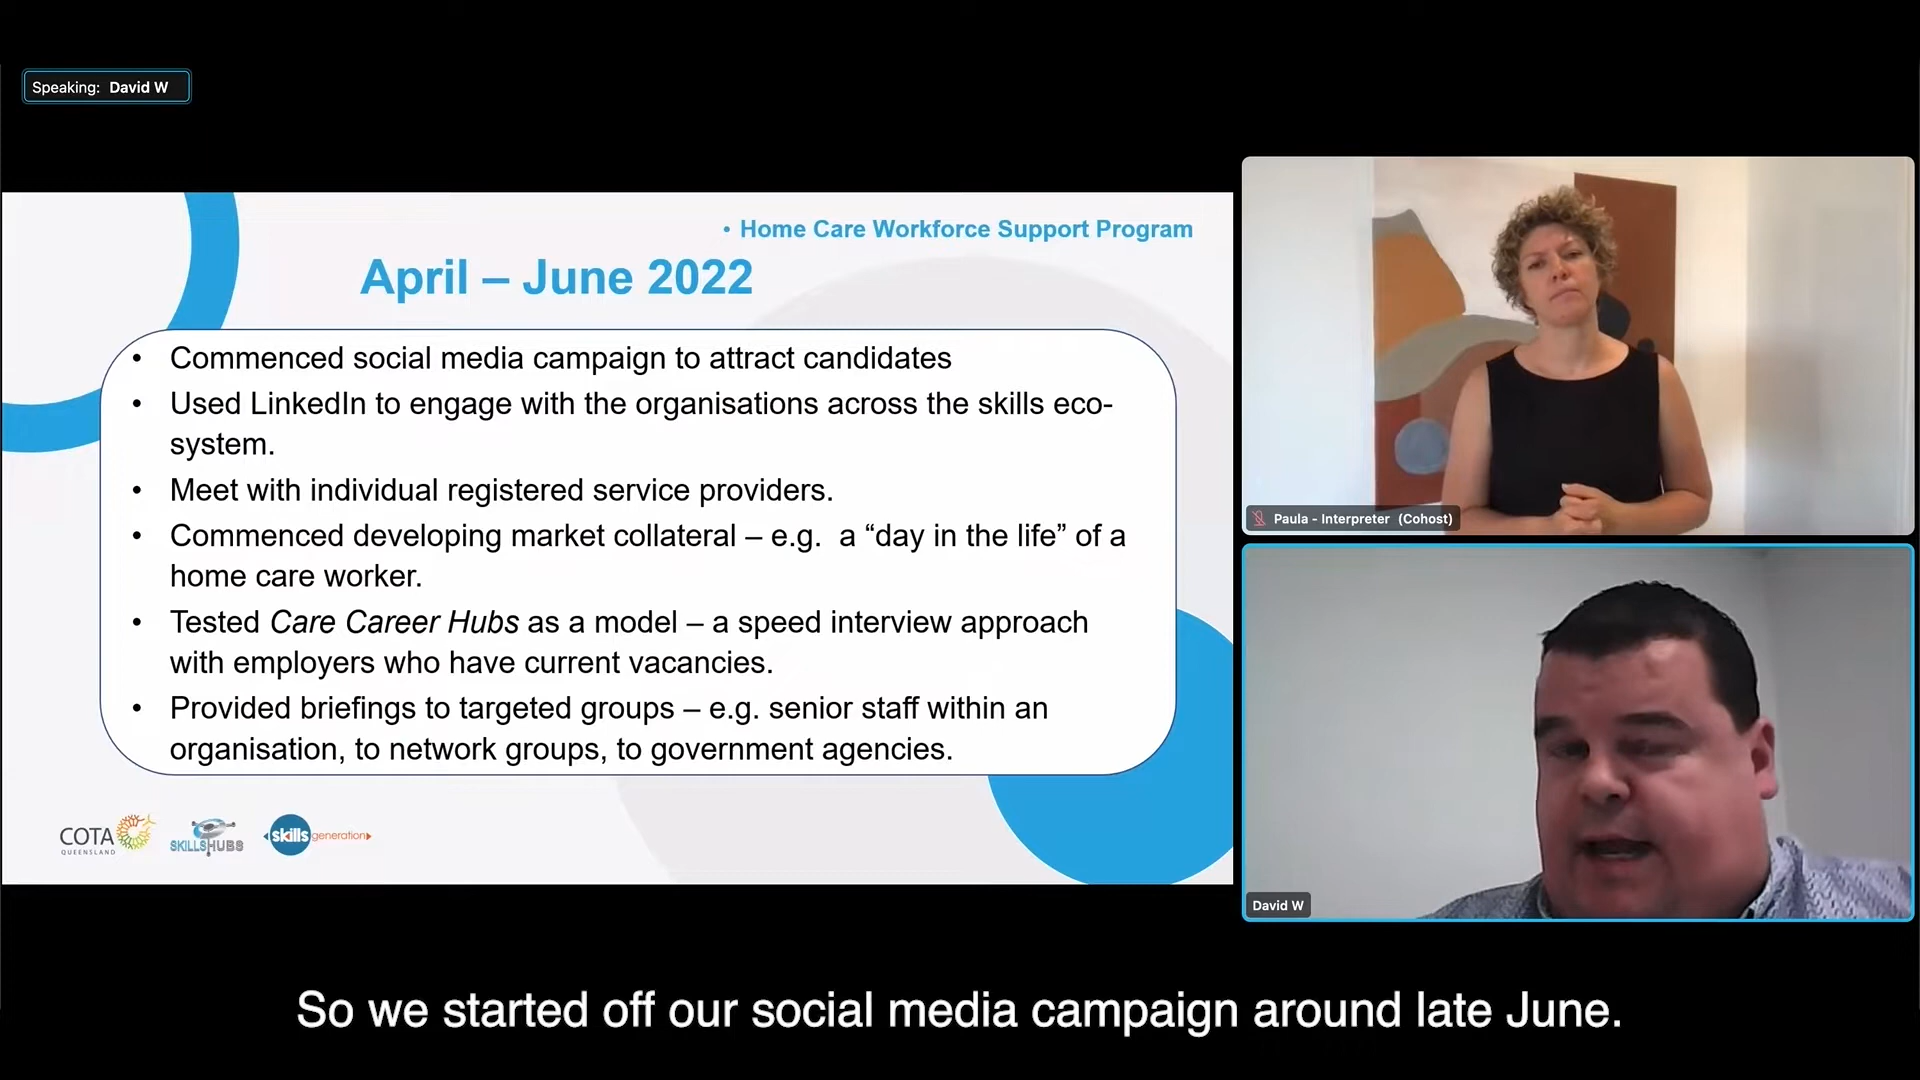 Speaking: David W
• Home Care Workforce Support Program
April – June 2022
• Commenced social media campaign to attract candidates
• Used LinkedIn to engage with the organisations across the skills eco-
system.
• Meet with individual registered service providers.
• Commenced developing market collateral – e.g. a “day in the life” of a
home care worker.
• Tested Care Career Hubs as a model – a speed interview approach
with employers who have current vacancies.
• Provided briefings to targeted groups – e.g. senior staff within an
organisation, to network groups, to government agencies.
COTA
QUEENSLAND
SKILLSHUBS
skills generation
Paula - Interpreter (Cohost)
David W
So we started off our social media campaign around late June.